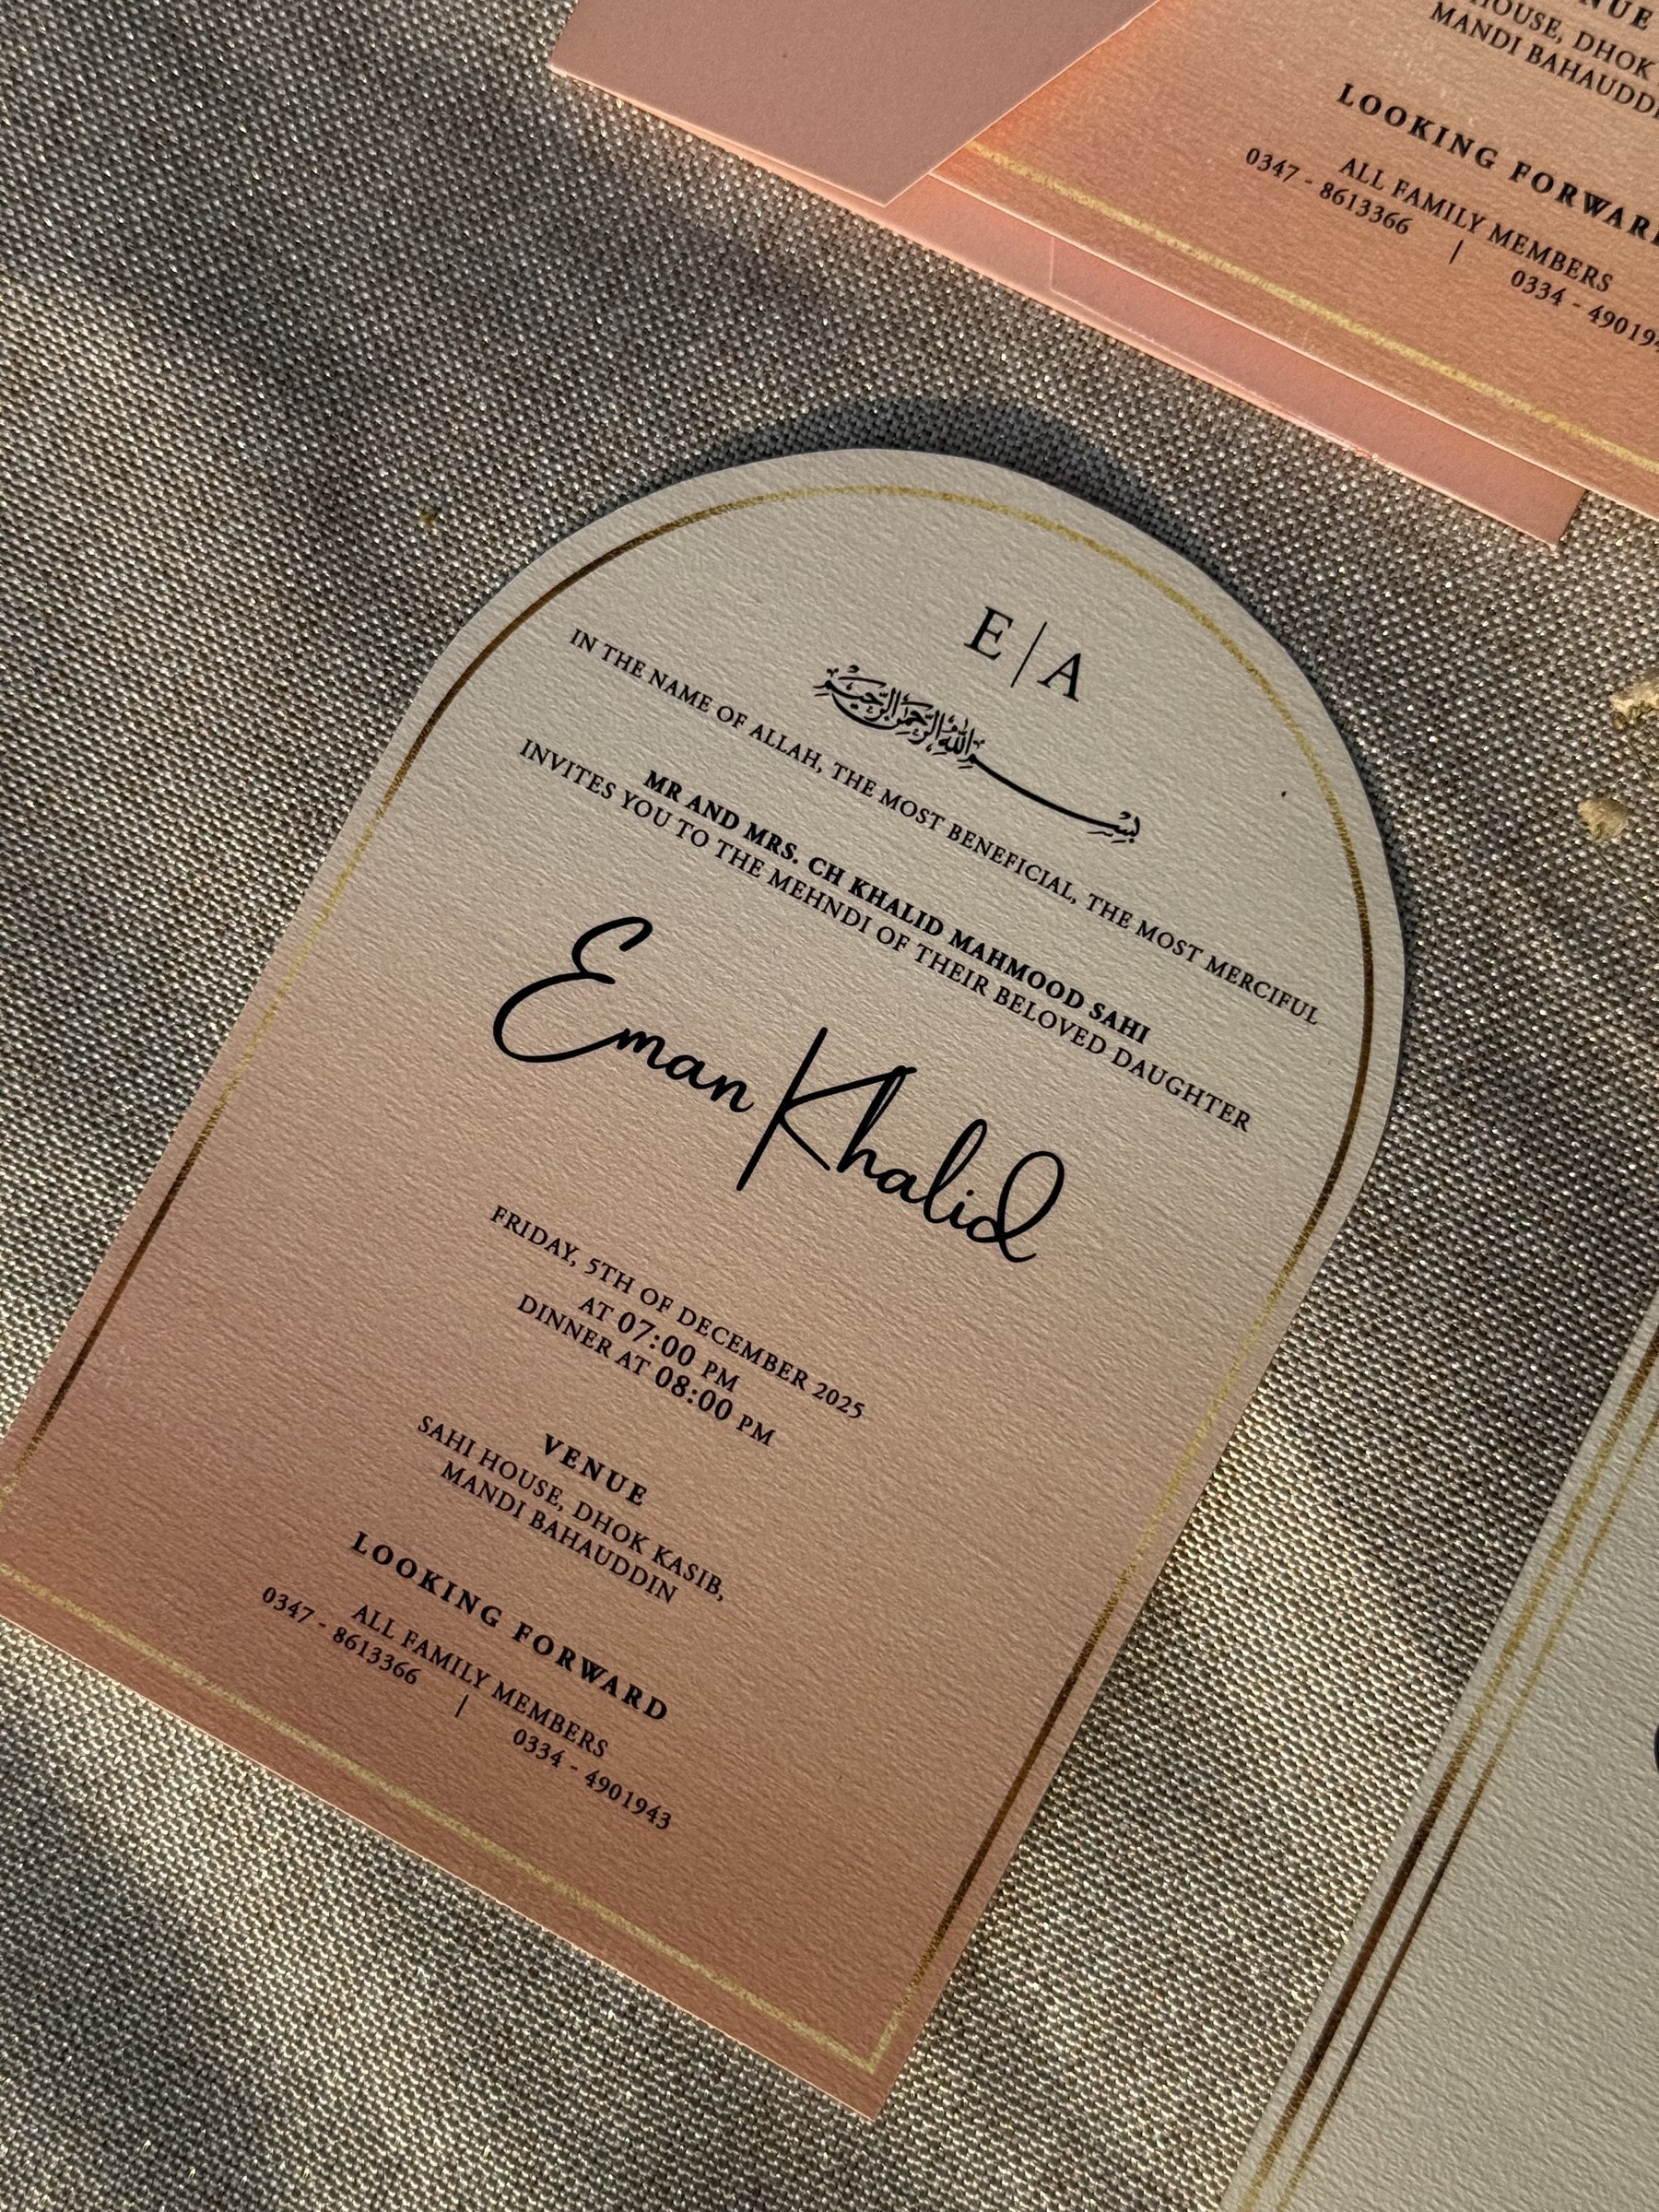 NUE
HOUSE, DHOK
MANDI BAHAUDD
LOOKING FORWARD
ALL FAMILY MEMBERS
0347 - 8613366 | 0334 - 490194
E|A
بسم الله الرحمن الرحيم
IN THE NAME OF ALLAH, THE MOST BENEFICIAL, THE MOST MERCIFUL
MR AND MRS. CH KHALID MAHMOOD SAHI
INVITES YOU TO THE MEHNDI OF THEIR BELOVED DAUGHTER
Eman Khalid
FRIDAY, 5TH OF DECEMBER 2025
AT 07:00 PM
DINNER AT 08:00 PM
VENUE
SAHI HOUSE, DHOK KASIB,
MANDI BAHAUDDIN
LOOKING FORWARD
ALL FAMILY MEMBERS
0347 - 8613366 | 0334 - 4901943